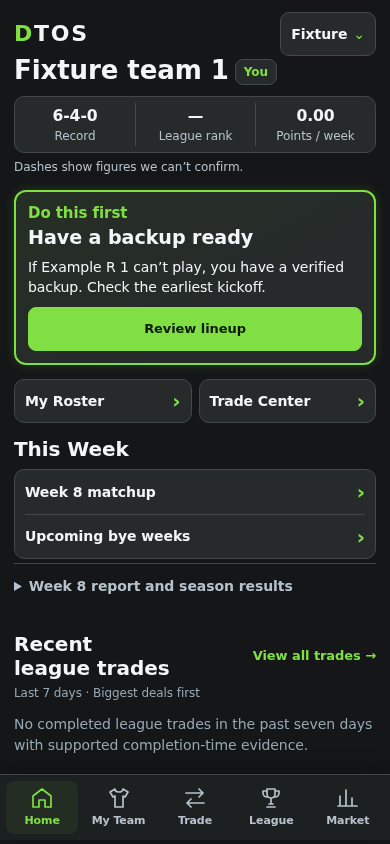 DTOS
Fixture
Fixture team 1 You
6-4-0 — 0.00
Record League rank Points / week
Dashes show figures we can’t confirm.
Do this first
Have a backup ready
If Example R 1 can’t play, you have a verified
backup. Check the earliest kickoff.
Review lineup
My Roster › Trade Center ›
This Week
Week 8 matchup ›
Upcoming bye weeks ›
▶ Week 8 report and season results
Recent
league trades
View all trades →
Last 7 days · Biggest deals first
No completed league trades in the past seven days
with supported completion-time evidence.
Home My Team Trade League Market